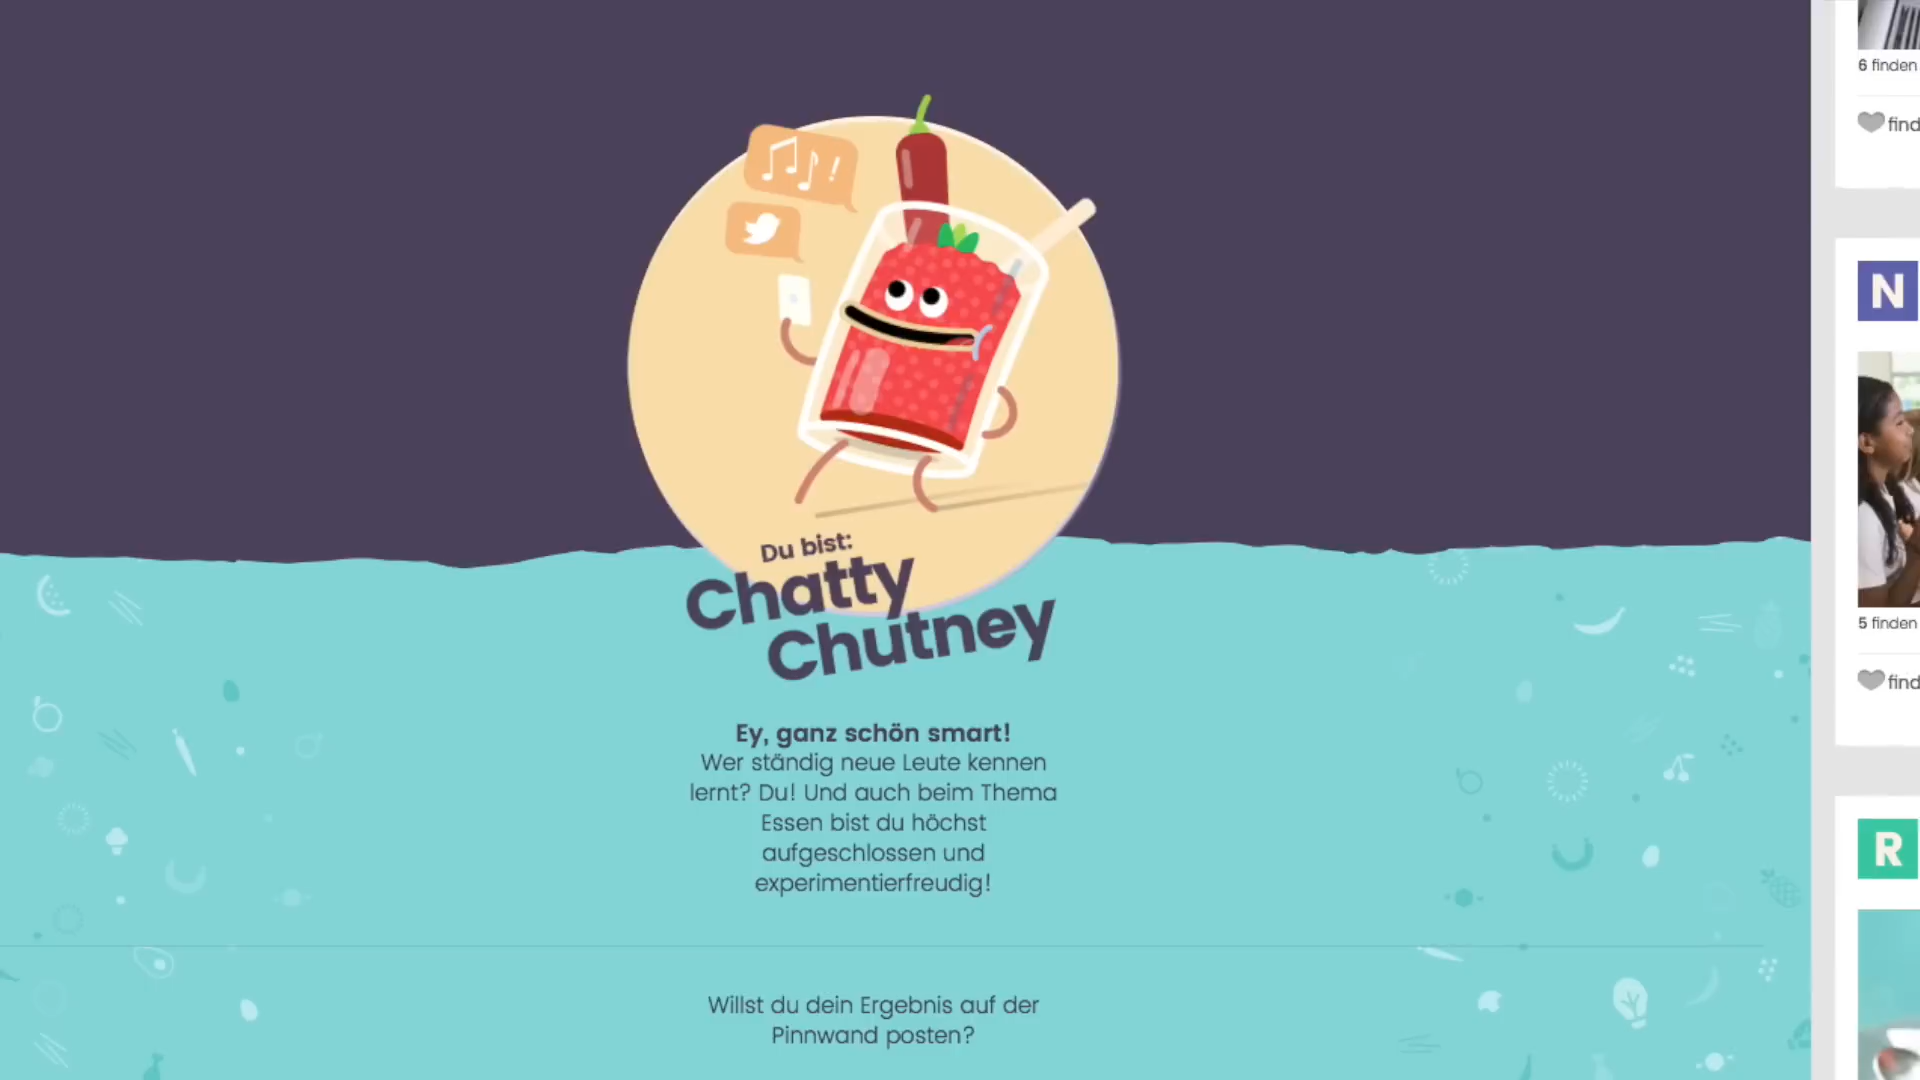 Du bist:
Chatty
Chutney
Ey, ganz schön smart!
Wer ständig neue Leute kennen
lernt? Du! Und auch beim Thema
Essen bist du höchst
aufgeschlossen und
experimentierfreudig!
Willst du dein Ergebnis auf der
Pinnwand posten?
6 finden
find
N
5 finden
find
R